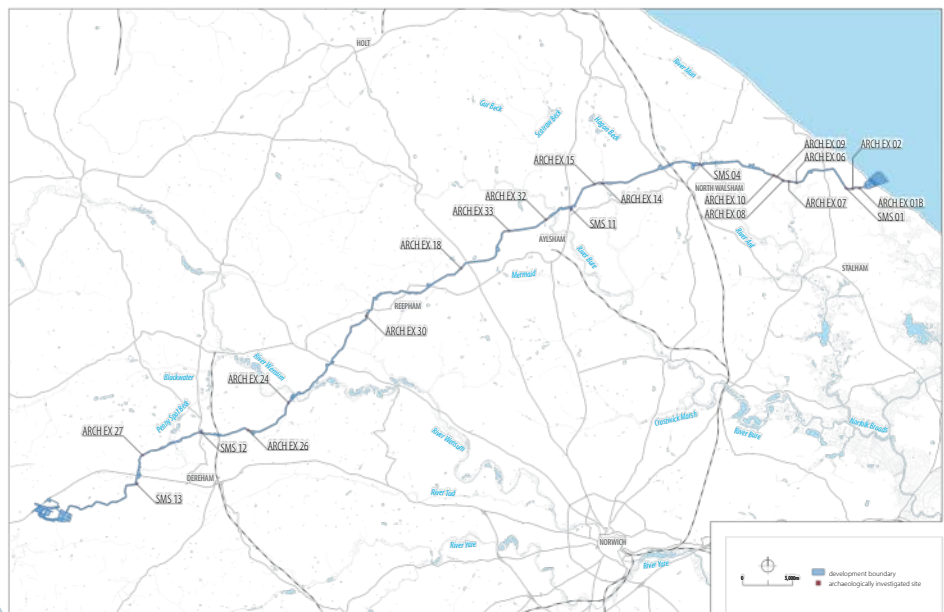 HOLT
River Mun
Gur Beck
Scarrow Beck
Hagon Beck
ARCH EX 09
ARCH EX 06
ARCH EX 02
ARCH EX 15
SMS 04
NORTH WALSHAM
ARCH EX 10
ARCH EX 08
ARCH EX 14
ARCH EX 07
ARCH EX 01B
SMS 01
ARCH EX 32
ARCH EX 33
SMS 11
AYLSHAM
River Bure
River Ant
ARCH EX 18
Mermaid
STALHAM
REEPHAM
ARCH EX 30
River Wensum
Blackwater
ARCH EX 24
Penny Spot Beck
Oostwick Marsh
River Bure
Norfolk Broads
ARCH EX 27
SMS 12
ARCH EX 26
River Wensum
DEREHAM
SMS 13
River Tud
River Yare
NORWICH
River Yare
0 5,000m
development boundary
archaeologically investigated site